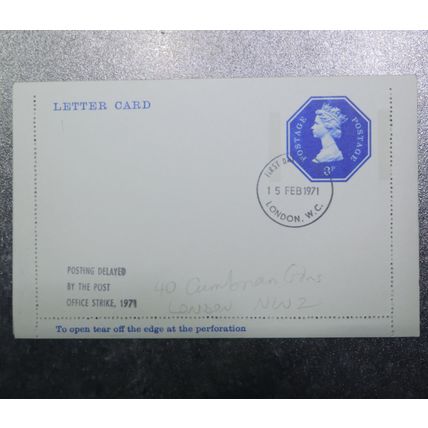 LETTER CARD
POSTAGE POSTAGE
3P
FIRST DA
15 FEB 1971
LONDON. W.C.
POSTING DELAYED
BY THE POST
OFFICE STRIKE, 1971
40 Cumbrian Gdns
LONDON NW2
To open tear off the edge at the perforation